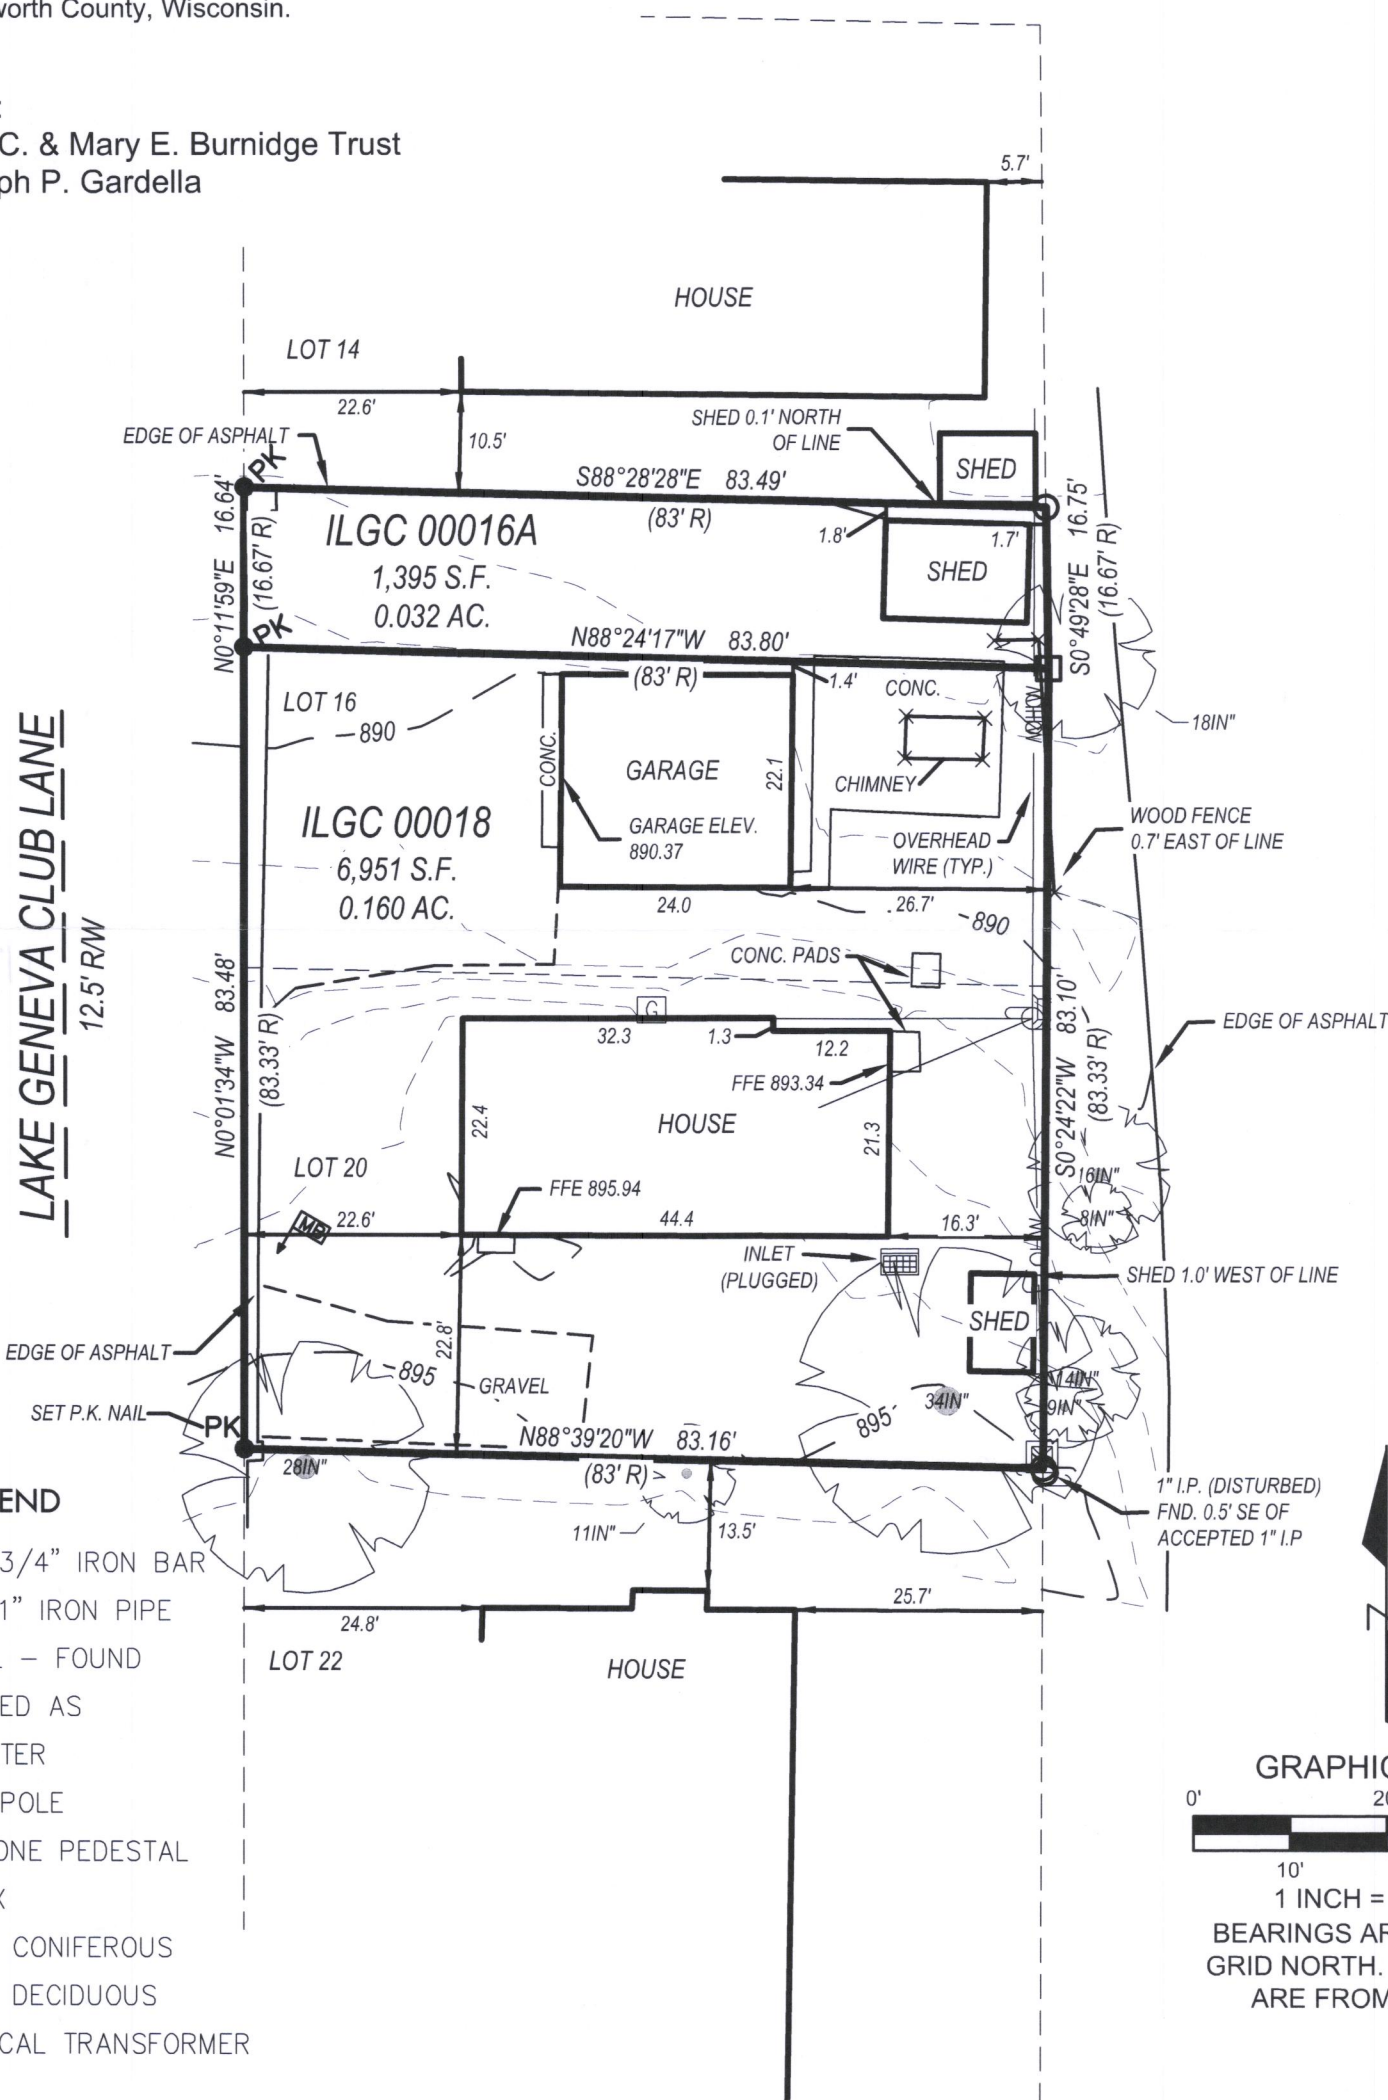 orth County, Wisconsin.
C. & Mary E. Burnidge Trust
ph P. Gardella
5.7'
HOUSE
LOT 14
22.6'
10.5'
EDGE OF ASPHALT
SHED 0.1' NORTH
OF LINE
SHED
PK
S88°28'28"E 83.49'
(83' R)
N0°11'59"E 16.64'
(16.67' R)
ILGC 00016A
1,395 S.F.
0.032 AC.
1.8'
1.7'
SHED
S0°49'28"E 16.75'
(16.67' R)
PK
N88°24'17"W 83.80'
(83' R)
LOT 16
890
1.4'
CONC.
18IN"
CONC.
GARAGE
22.1
CHIMNEY
GARAGE ELEV.
890.37
ILGC 00018
6,951 S.F.
0.160 AC.
OVERHEAD
WIRE (TYP.)
WOOD FENCE
0.7' EAST OF LINE
24.0
26.7'
890
LAKE GENEVA CLUB LANE
12.5' R/W
CONC. PADS
G
N0°01'34"W 83.48'
(83.33' R)
32.3
1.3
12.2
FFE 893.34
S0°24'22"W 83.10'
(83.33' R)
EDGE OF ASPHALT
22.4
HOUSE
21.3
LOT 20
FFE 895.94
16IN"
8IN"
MB
22.6'
44.4
16.3'
INLET
(PLUGGED)
SHED 1.0' WEST OF LINE
SHED
22.8'
EDGE OF ASPHALT
895
GRAVEL
14IN"
9IN"
34IN"
895
SET P.K. NAIL
PK
N88°39'20"W 83.16'
(83' R)
28IN"
11IN"
13.5'
1" I.P. (DISTURBED)
FND. 0.5' SE OF
ACCEPTED 1" I.P
END
3/4" IRON BAR
1" IRON PIPE
– FOUND
ED AS
TER
POLE
ONE PEDESTAL
X
CONIFEROUS
DECIDUOUS
CAL TRANSFORMER
24.8'
25.7'
LOT 22
HOUSE
GRAPHIC
0'
10'
1 INCH =
BEARINGS AR
GRID NORTH.
ARE FROM